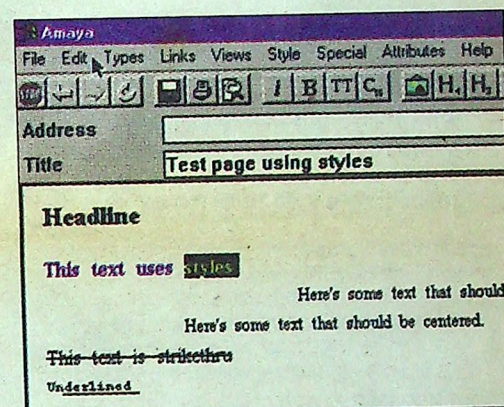 Amaya
File Edit Types Links Views Style Special Attributes Help
I B TT C H H
Address
Title Test page using styles
Headline
This text uses styles
Here's some text that should
Here's some text that should be centered.
This text is strikethru
Underlined